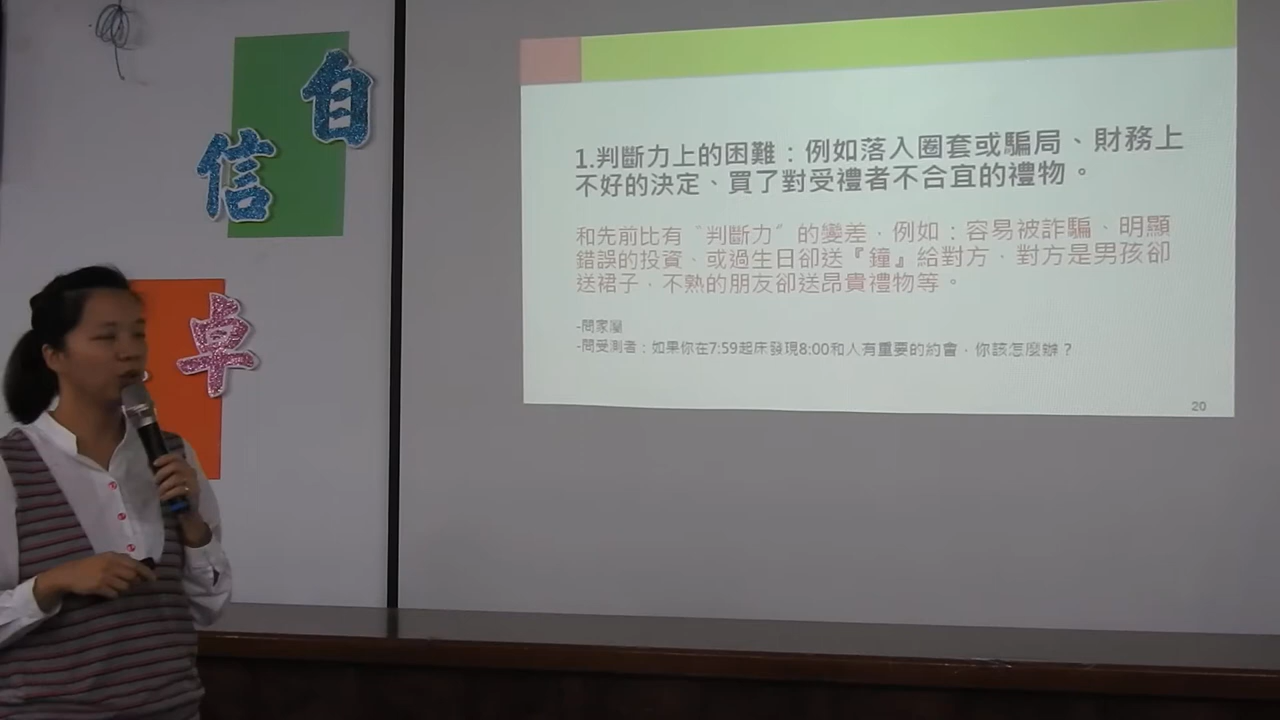 自信
卓
1.判斷力上的困難：例如落入圈套或騙局、財務上
不好的決定、買了對受禮者不合宜的禮物。
和先前比有〝判斷力〞的變差，例如：容易被詐騙、明顯
錯誤的投資、或過生日卻送『鐘』給對方，對方是男孩卻
送裙子，不熟的朋友卻送昂貴禮物等。
-問家屬
-問受測者：如果你在7:59起床發現8:00和人有重要的約會，你該怎麼辦？
20